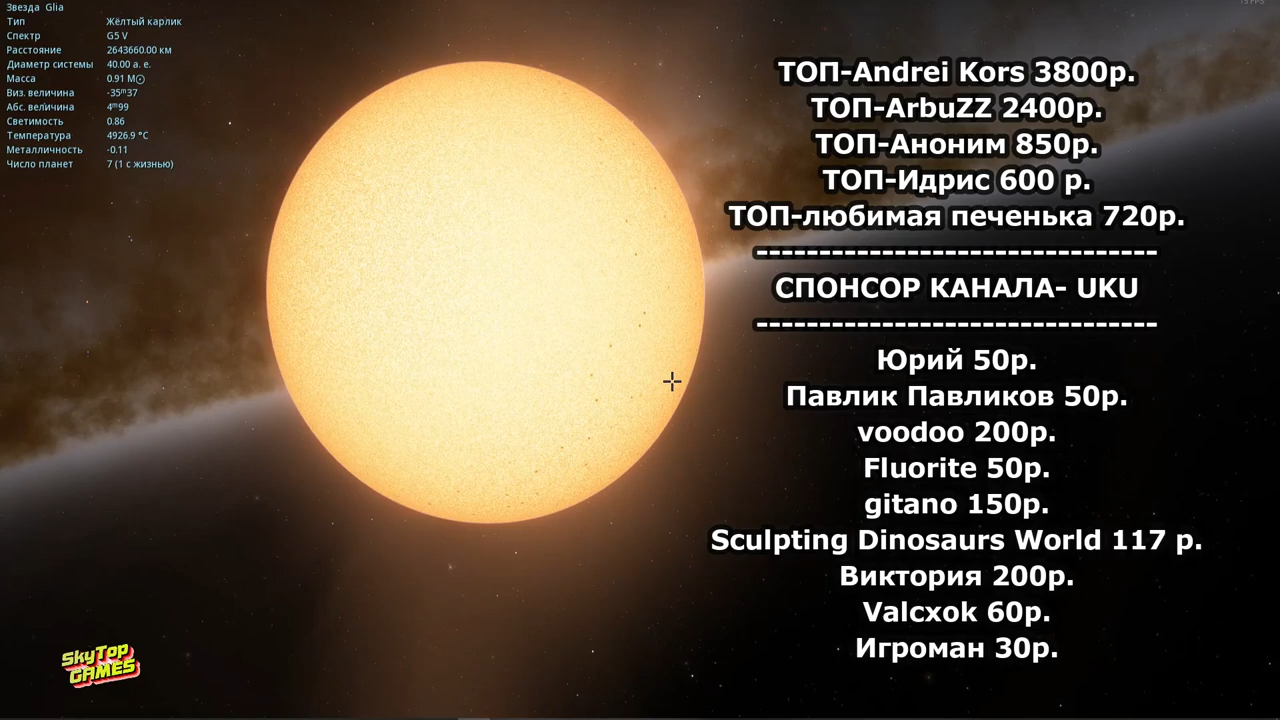 Звезда Glia
Тип Жёлтый карлик
Спектр G5 V
Расстояние 2643660.00 км
Диаметр системы 40.00 а. е.
Масса 0.91 M☉
Виз. величина -35ᵐ37
Абс. величина 4ᵐ99
Светимость 0.86
Температура 4926.9 °C
Металличность -0.11
Число планет 7 (1 с жизнью)
ТОП-Andrei Kors 3800р.
ТОП-ArbuZZ 2400р.
ТОП-Аноним 850р.
ТОП-Идрис 600 р.
ТОП-любимая печенька 720р.
--------------------------------
СПОНСОР КАНАЛА- UKU
--------------------------------
Юрий 50р.
Павлик Павликов 50р.
voodoo 200р.
Fluorite 50р.
gitano 150р.
Sculpting Dinosaurs World 117 р.
Виктория 200р.
Valcxok 60р.
Игроман 30р.
SkyTop
GAMES